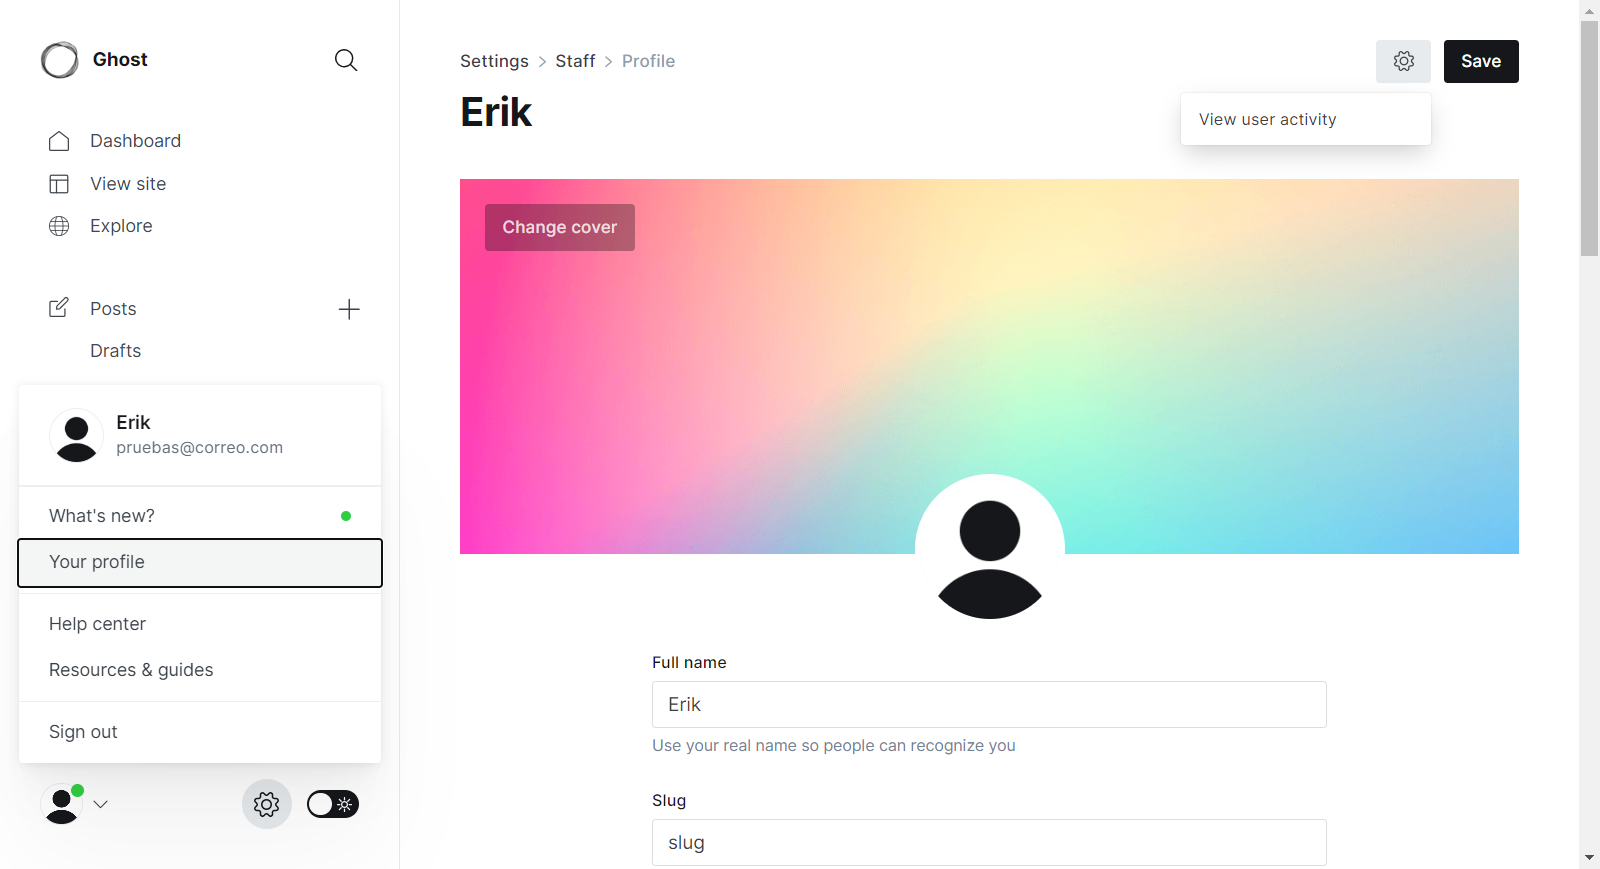 Ghost
Dashboard
View site
Explore
Posts
Drafts
Erik
pruebas@correo.com
What's new?
Your profile
Help center
Resources & guides
Sign out
Settings > Staff > Profile
Save
Erik
View user activity
Change cover
Full name
Erik
Use your real name so people can recognize you
Slug
slug